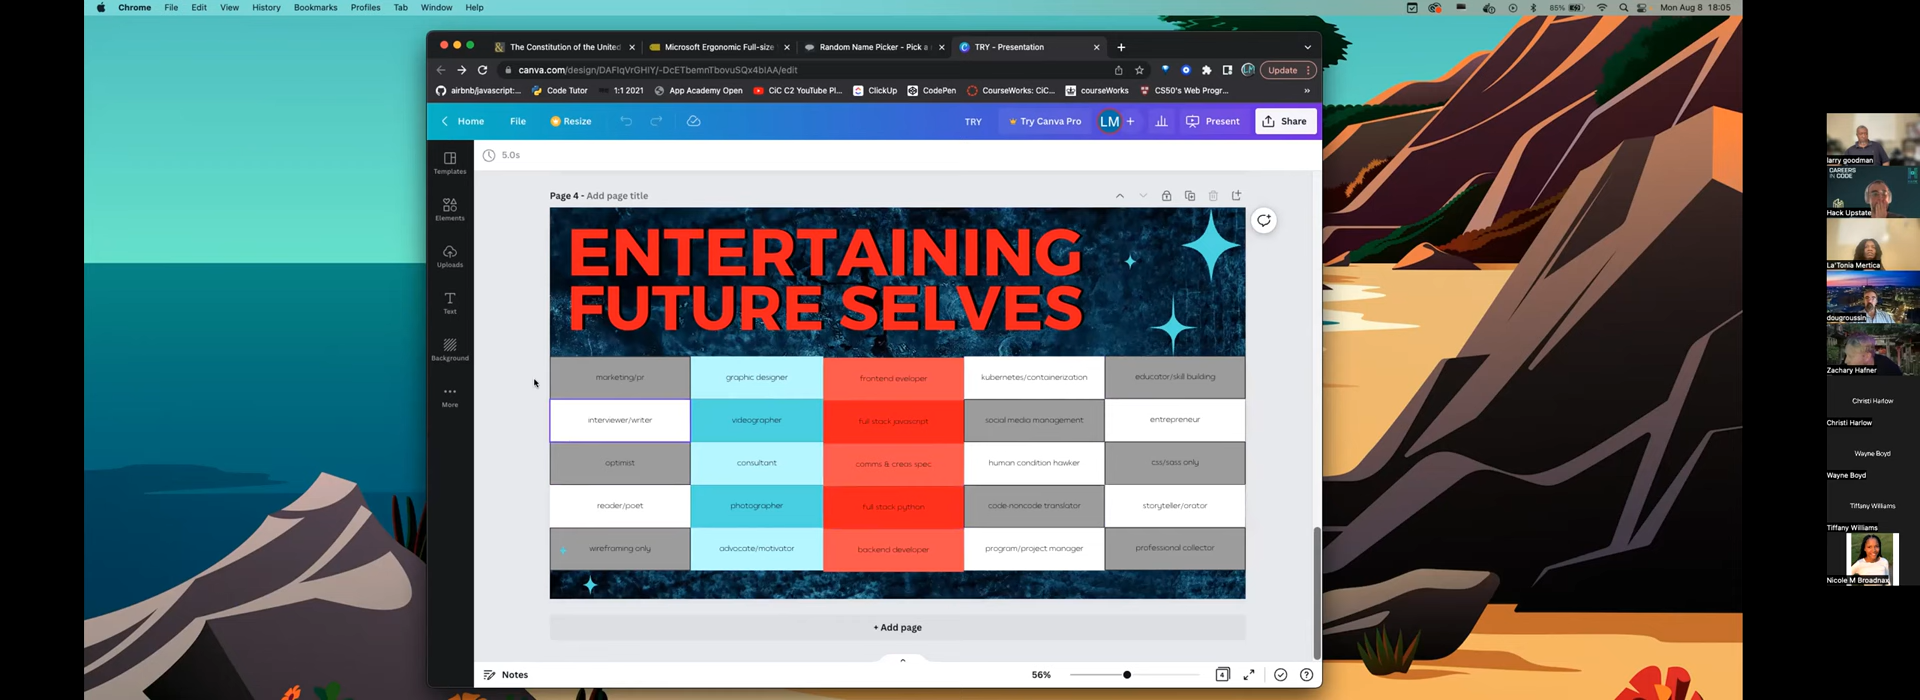 Chrome File Edit View History Bookmarks Profiles Tab Window Help
85% Mon Aug 8 18:05
The Constitution of the United
Microsoft Ergonomic Full-size
Random Name Picker - Pick a
TRY - Presentation
canva.com/design/DAFIqVrGHIY/-DcETbemnTbovuSQx4bIAA/edit
Update
airbnb/javascript:... Code Tutor 1:1 2021 App Academy Open CiC C2 YouTube Pl... ClickUp CodePen CourseWorks: CiC... courseWorks CS50's Web Progr... »
Home File Resize
TRY Try Canva Pro LM + Present Share
Templates
Elements
Uploads
Text
Background
More
5.0s
Page 4 - Add page title
ENTERTAINING
FUTURE SELVES
marketing/pr graphic designer frontend eveloper kubernetes/containerization educator/skill building
interviewer/writer videographer full stack javascript social media management entrepreneur
optimist consultant comms & creas spec human condition hawker css/sass only
reader/poet photographer full stack python code-noncode translator storyteller/orator
wireframing only advocate/motivator backend developer program/project manager professional collector
+ Add page
Notes
56%
4
larry goodman
CAREERS
IN CODE
Hack Upstate
La'Tonia Mertica
dougroussin
Zachary Hafner
Christi Harlow
Christi Harlow
Wayne Boyd
Wayne Boyd
Tiffany Williams
Tiffany Williams
Nicole M Broadnax